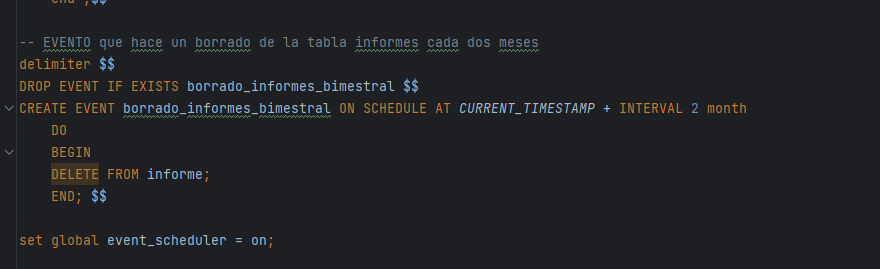 end ;$$
-- EVENTO que hace un borrado de la tabla informes cada dos meses
delimiter $$
DROP EVENT IF EXISTS borrado_informes_bimestral $$
CREATE EVENT borrado_informes_bimestral ON SCHEDULE AT CURRENT_TIMESTAMP + INTERVAL 2 month
DO
BEGIN
DELETE FROM informe;
END; $$
set global event_scheduler = on;